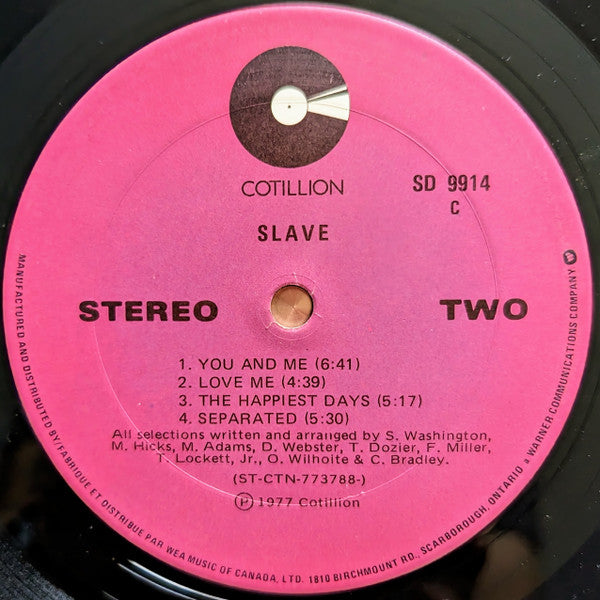 COTILLION
SD 9914
C
SLAVE
STEREO
TWO
1. YOU AND ME (6:41)
2. LOVE ME (4:39)
3. THE HAPPIEST DAYS (5:17)
4. SEPARATED (5:30)
All selections written and arranged by S. Washington,
M. Hicks, M. Adams, D. Webster, T. Dozier, F. Miller,
T. Lockett, Jr., O. Wilhoite & C. Bradley.
(ST-CTN-773788-)
Ⓟ 1977 Cotillion
MANUFACTURED AND DISTRIBUTED BY/FABRIQUE ET DISTRIBUE PAR WEA MUSIC OF CANADA, LTD. 1810 BIRCHMOUNT RD., SCARBOROUGH, ONTARIO • A WARNER COMMUNICATIONS COMPANY